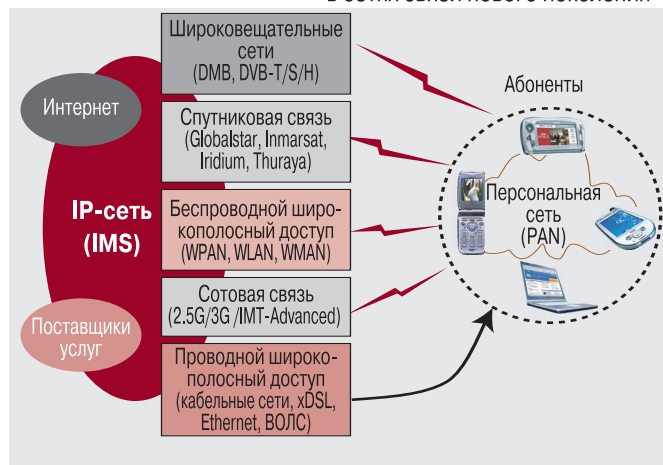 Широковещательные
сети
(DMB, DVB-T/S/H)
Интернет
Абоненты
Спутниковая связь
(Globalstar, Inmarsat,
Iridium, Thuraya)
IP-сеть
(IMS)
Беспроводной широ-
кополосный доступ
(WPAN, WLAN, WMAN)
Персональная
сеть
(PAN)
Сотовая связь
(2.5G/3G /IMT-Advanced)
Поставщики
услуг
Проводной широко-
полосный доступ
(кабельные сети, xDSL,
Ethernet, ВОЛС)